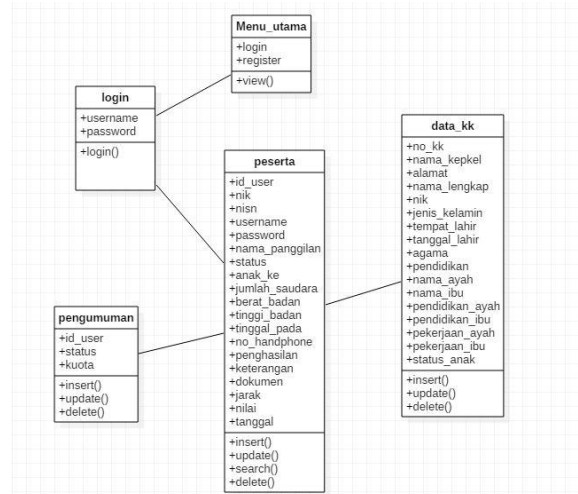 Menu_utama
+login
+register
+view()
login
+username
+password
+login()
peserta
+id_user
+nik
+nisn
+username
+password
+nama_panggilan
+status
+anak_ke
+jumlah_saudara
+berat_badan
+tinggi_badan
+tinggal_pada
+no_handphone
+penghasilan
+keterangan
+dokumen
+jarak
+nilai
+tanggal
+insert()
+update()
+search()
+delete()
data_kk
+no_kk
+nama_kepkel
+alamat
+nama_lengkap
+nik
+jenis_kelamin
+tempat_lahir
+tanggal_lahir
+agama
+pendidikan
+nama_ayah
+nama_ibu
+pendidikan_ayah
+pendidikan_ibu
+pekerjaan_ayah
+pekerjaan_ibu
+status_anak
+insert()
+update()
+delete()
pengumuman
+id_user
+status
+kuota
+insert()
+update()
+delete()